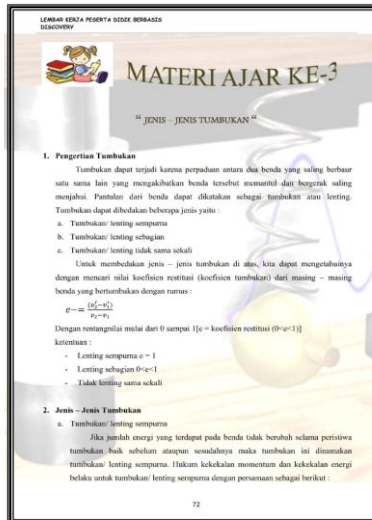 LEMBAR KERJA PESERTA DIDIK BERBASIS
DISCOVERY
MATERI AJAR KE-3
“ JENIS – JENIS TUMBUKAN “
1. Pengertian Tumbukan
Tumbukan dapat terjadi karena perpaduan antara dua benda yang saling berbaur
satu sama lain yang mengakibatkan benda tersebut memantul dan bergerak saling
menjahui. Pantulan dari benda dapat dikatakan sebagai tumbukan atau lenting.
Tumbukan dapat dibedakan beberapa jenis yaitu :
a. Tumbukan/ lenting sempurna
b. Tumbukan/ lenting sebagian
c. Tumbukan/ lenting tidak sama sekali
Untuk membedakan jenis – jenis tumbukan di atas, kita dapat mengetahuinya
dengan mencari nilai koefisien restitusi (koefisien tumbukan) dari masing – masing
benda yang bertumbukan dengan rumus :
e−= (v₂′−v₁′)/(v₂−v₁)
Dengan rentangnilai mulai dari 0 sampai 1[e = koefisien restitusi (0<e<1)]
ketentuan :
- Lenting sempurna e = 1
- Lenting sebagian 0<e<1
- Tidak lenting sama sekali
2. Jenis – Jenis Tumbukan
a. Tumbukan/ lenting sempurna
Jika jumlah energi yang terdapat pada benda tidak berubah selama peristiwa
tumbukan baik sebelum ataupun sesudahnya maka tumbukan ini dinamakan
tumbukan/ lenting sempurna. Hukum kekekalan momentum dan kekekalan energi
belaku untuk tumbukan/ lenting sempurna dengan persamaan sebagai berikut :
72